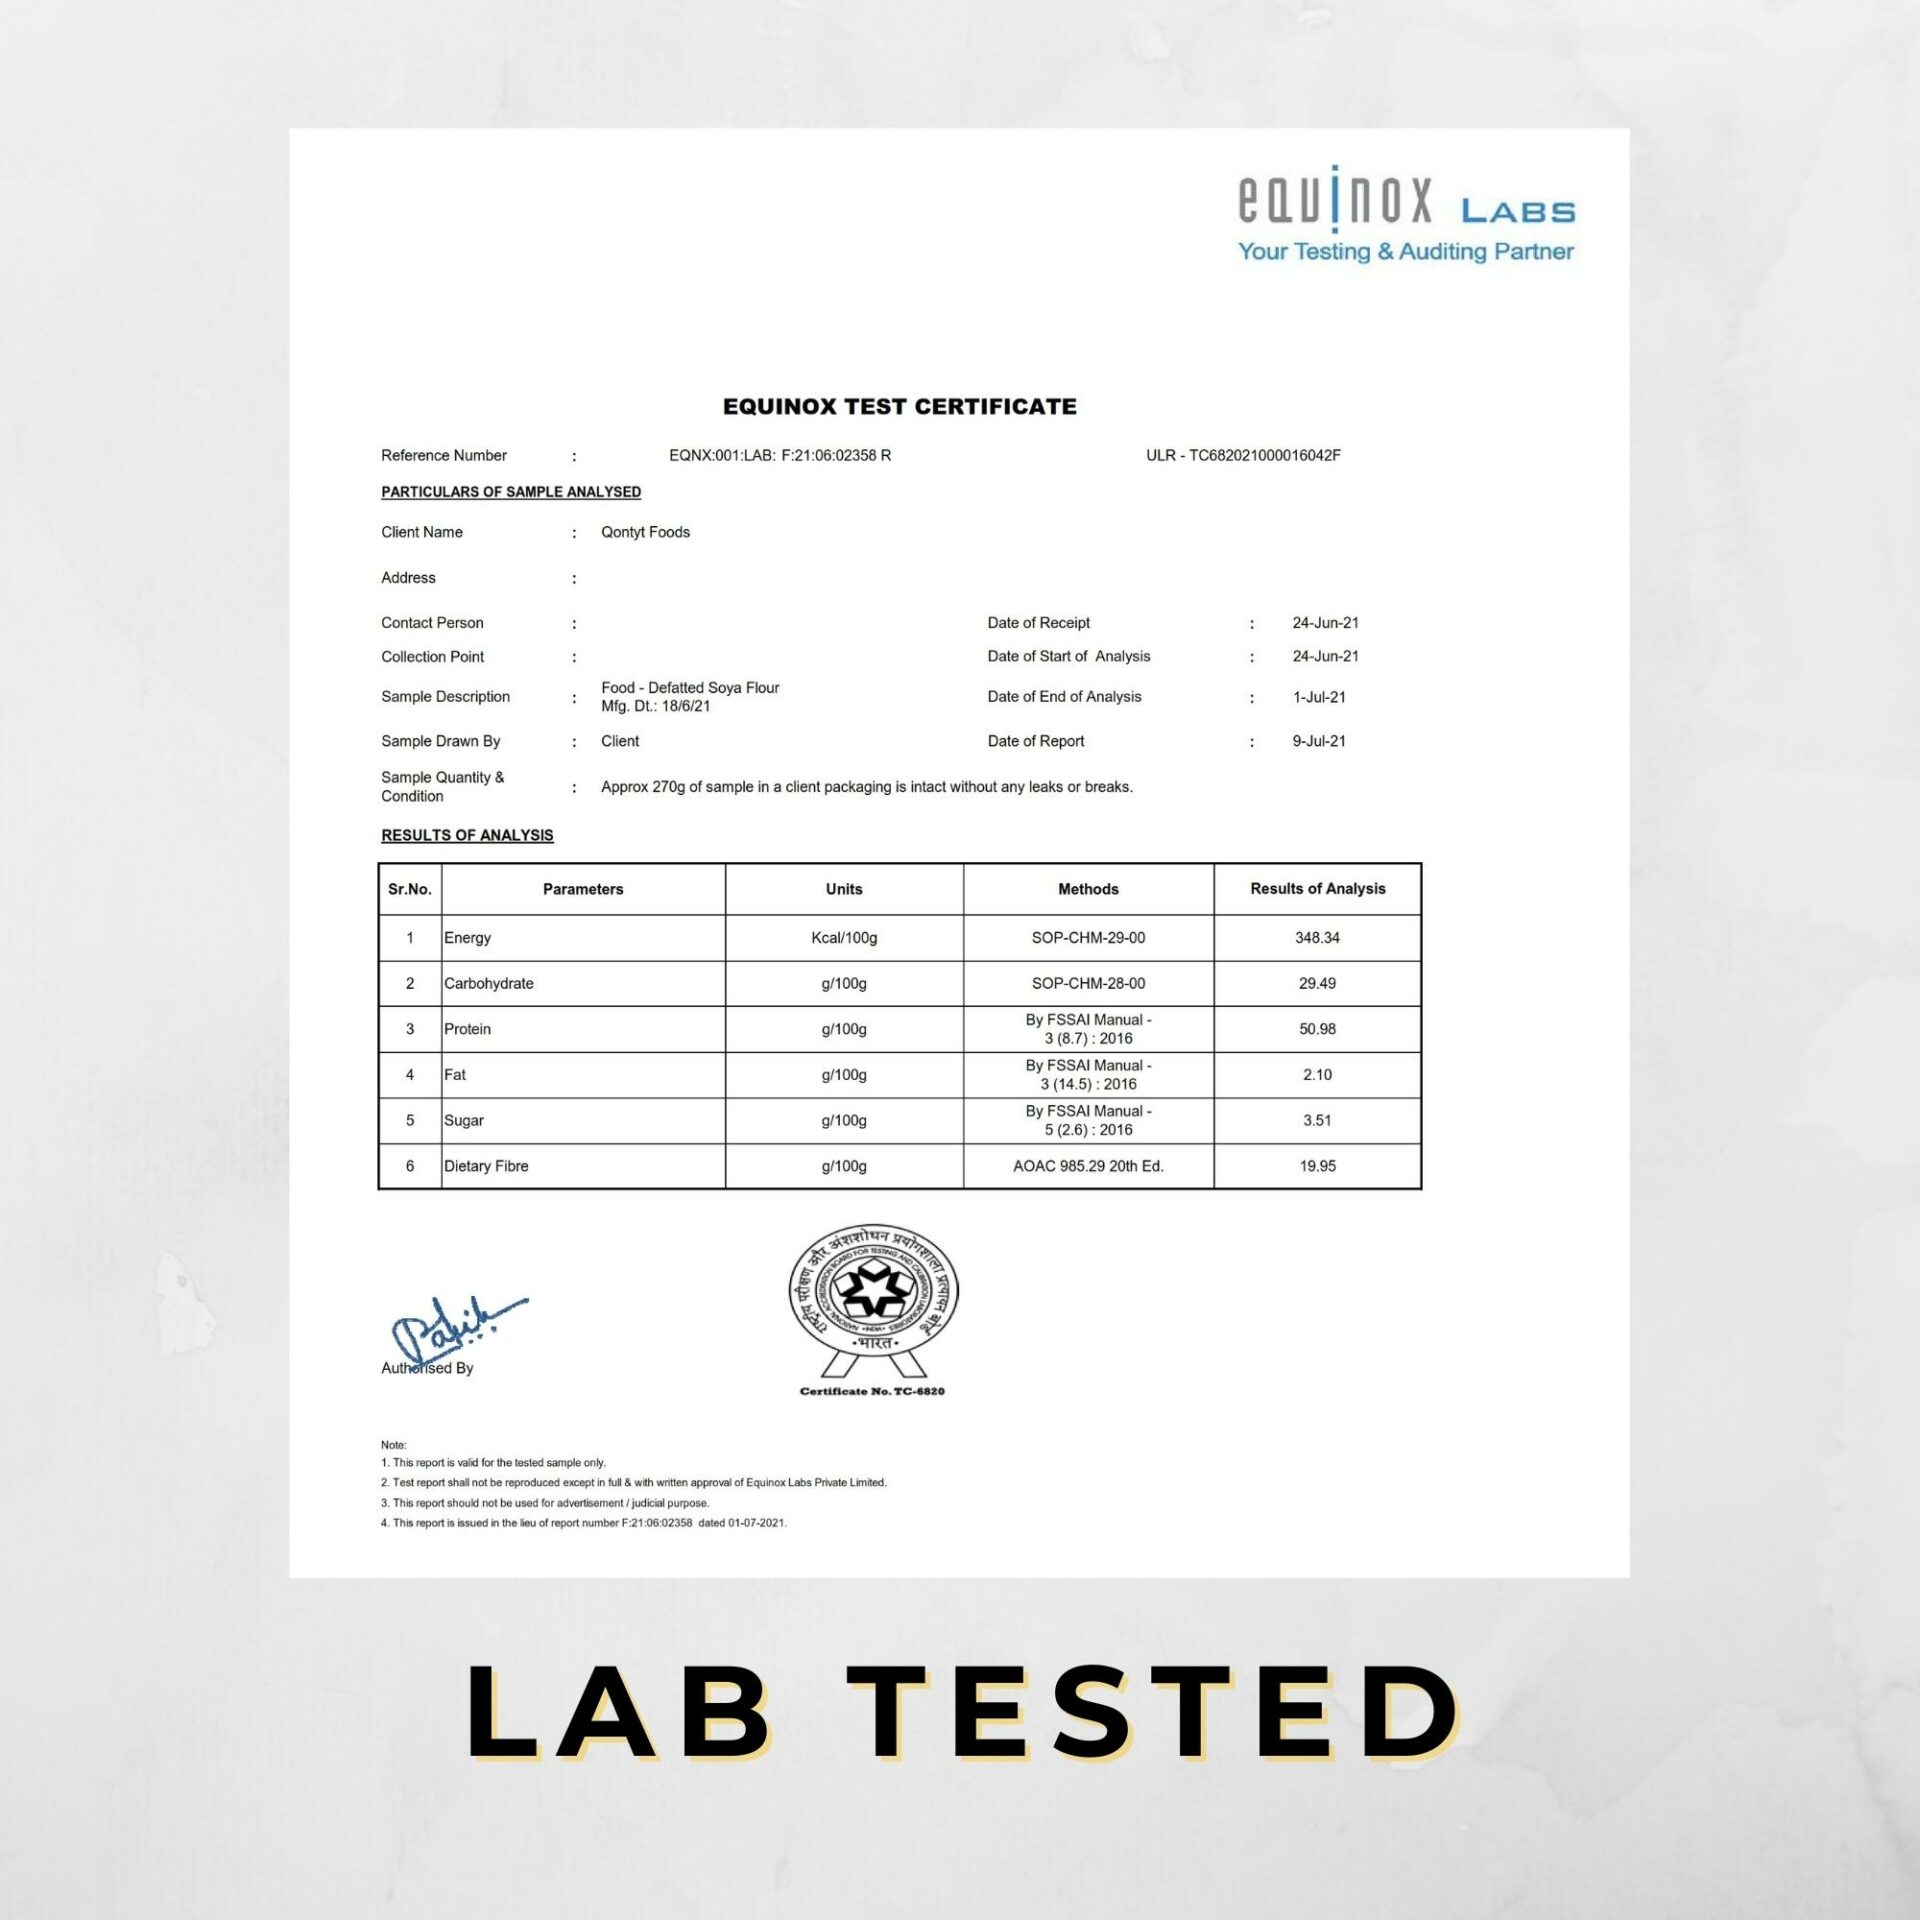 equinox LABS
Your Testing & Auditing Partner
EQUINOX TEST CERTIFICATE
Reference Number : EQNX:001:LAB: F:21:06:02358 R ULR - TC682021000016042F
PARTICULARS OF SAMPLE ANALYSED
Client Name : Qontyt Foods
Address :
Contact Person : Date of Receipt : 24-Jun-21
Collection Point : Date of Start of Analysis : 24-Jun-21
Sample Description : Food - Defatted Soya Flour
Mfg. Dt.: 18/6/21 Date of End of Analysis : 1-Jul-21
Sample Drawn By : Client Date of Report : 9-Jul-21
Sample Quantity &
Condition : Approx 270g of sample in a client packaging is intact without any leaks or breaks.
RESULTS OF ANALYSIS
Sr.No. Parameters Units Methods Results of Analysis
1 Energy Kcal/100g SOP-CHM-29-00 348.34
2 Carbohydrate g/100g SOP-CHM-28-00 29.49
3 Protein g/100g By FSSAI Manual -
3 (8.7) : 2016 50.98
4 Fat g/100g By FSSAI Manual -
3 (14.5) : 2016 2.10
5 Sugar g/100g By FSSAI Manual -
5 (2.6) : 2016 3.51
6 Dietary Fibre g/100g AOAC 985.29 20th Ed. 19.95
राष्ट्रीय परीक्षण और अंशशोधन प्रयोगशाला प्रत्यायन बोर्ड
NATIONAL ACCREDITATION BOARD FOR TESTING AND CALIBRATION LABORATORIES
INDIA
भारत
Authorised By
Certificate No. TC-6820
Note:
1. This report is valid for the tested sample only.
2. Test report shall not be reproduced except in full & with written approval of Equinox Labs Private Limited.
3. This report should not be used for advertisement / judicial purpose.
4. This report is issued in the lieu of report number F:21:06:02358 dated 01-07-2021.
LAB TESTED